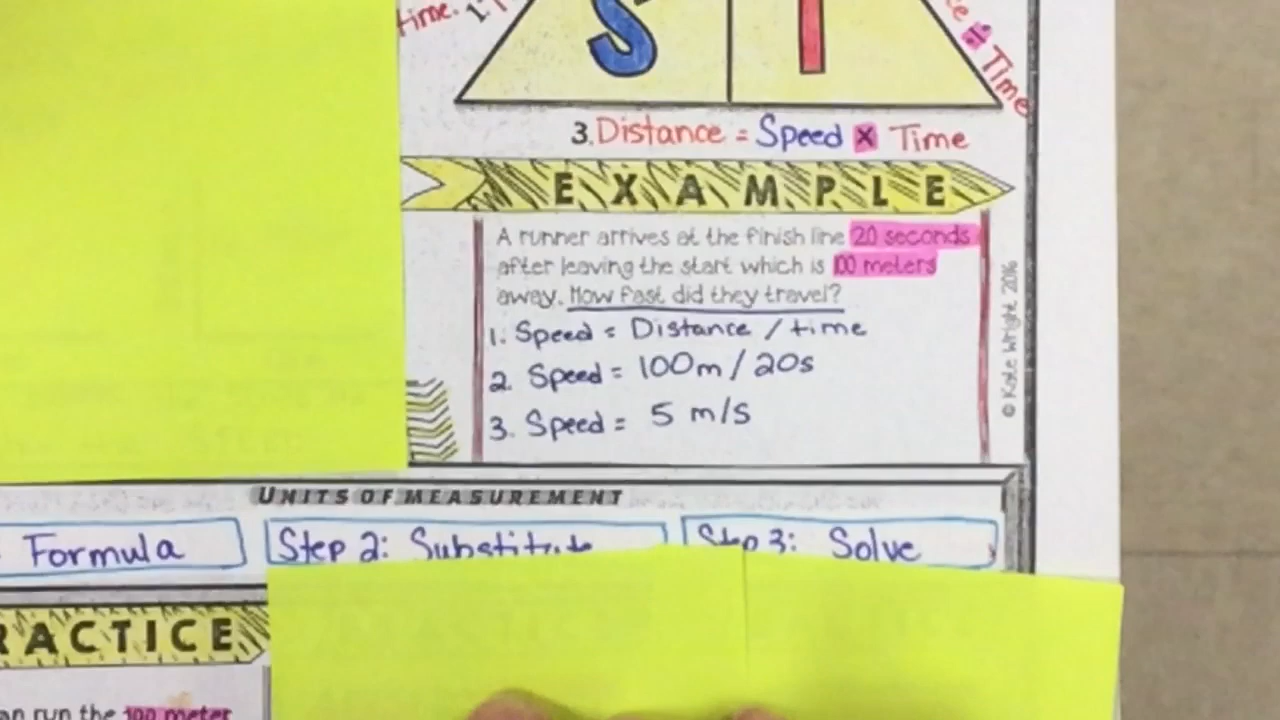 time.
S T
÷ Time
3. Distance = Speed x Time
EXAMPLE
A runner arrives at the finish line 20 seconds
after leaving the start which is 100 meters
away. How fast did they travel?
1. Speed = Distance / time
2. Speed = 100m / 20s
3. Speed = 5 m/s
© Kate Wright 2016
UNITS OF MEASUREMENT
Formula
Step 2: Substitute
Step 3: Solve
RACTICE
run the 100 meter